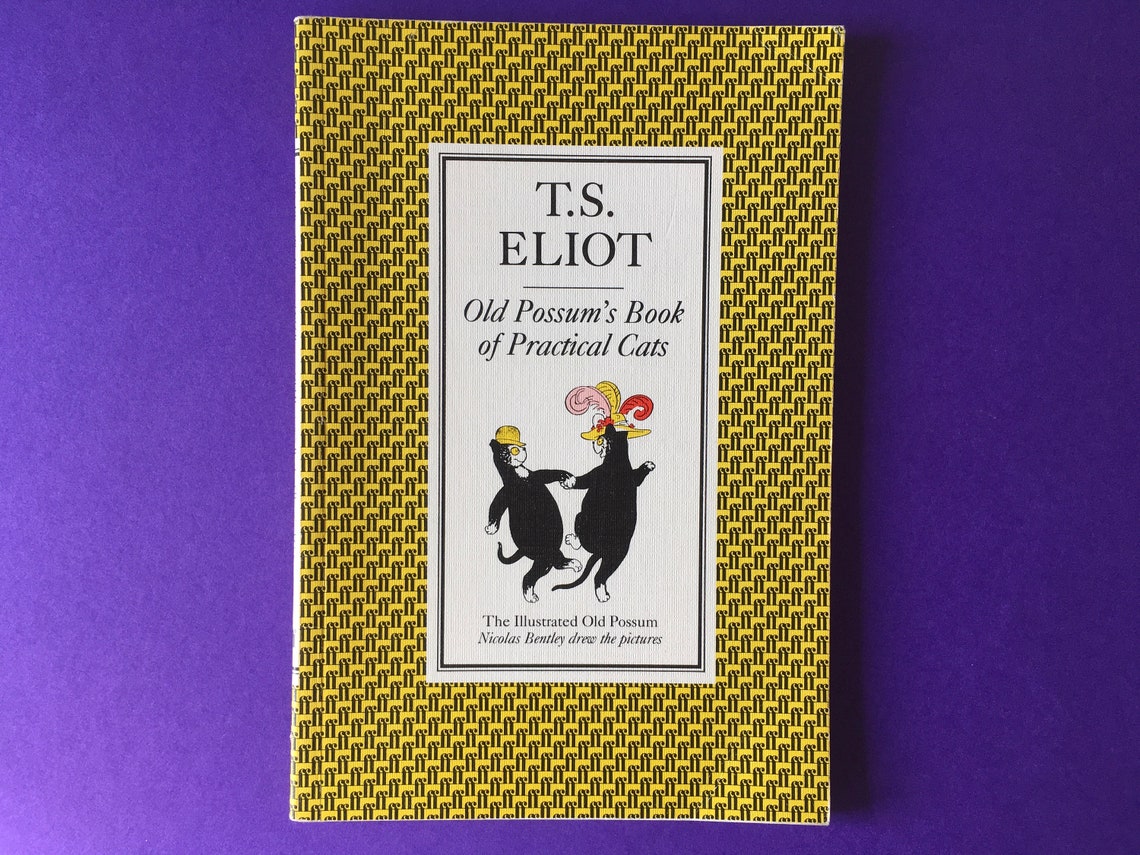 T.S.
ELIOT
Old Possum's Book
of Practical Cats
The Illustrated Old Possum
Nicolas Bentley drew the pictures